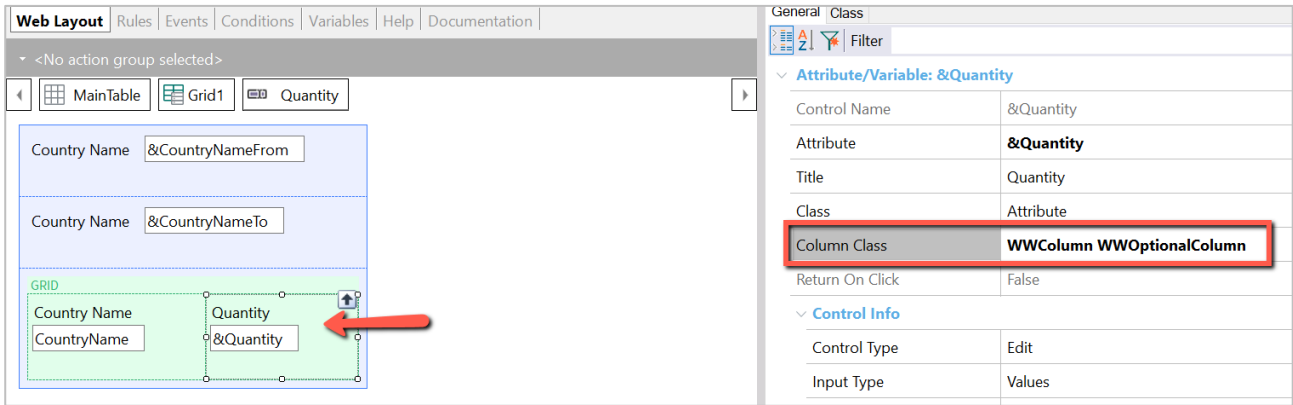 Web Layout Rules Events Conditions Variables Help Documentation
<No action group selected>
MainTable Grid1 Quantity
Country Name &CountryNameFrom
Country Name &CountryNameTo
GRID
Country Name Quantity
CountryName &Quantity
General Class
A Z Filter
Attribute/Variable: &Quantity
Control Name &Quantity
Attribute &Quantity
Title Quantity
Class Attribute
Column Class WWColumn WWOptionalColumn
Return On Click False
Control Info
Control Type Edit
Input Type Values